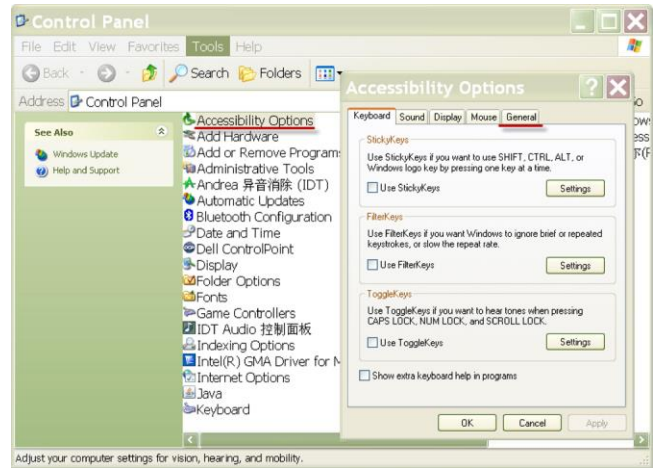 Control Panel
File Edit View Favorites Tools Help
Back Search Folders
Address Control Panel
See Also
Windows Update
Help and Support
Accessibility Options
Add Hardware
Add or Remove Program
Administrative Tools
Andrea 异音消除 (IDT)
Automatic Updates
Bluetooth Configuration
Date and Time
Dell ControlPoint
Display
Folder Options
Fonts
Game Controllers
IDT Audio 控制面板
Indexing Options
Intel(R) GMA Driver for M
Internet Options
Java
Keyboard
Accessibility Options
Keyboard Sound Display Mouse General
StickyKeys
Use StickyKeys if you want to use SHIFT, CTRL, ALT, or
Windows logo key by pressing one key at a time.
Use StickyKeys Settings
FilterKeys
Use FilterKeys if you want Windows to ignore brief or repeated
keystrokes, or slow the repeat rate.
Use FilterKeys Settings
ToggleKeys
Use ToggleKeys if you want to hear tones when pressing
CAPS LOCK, NUM LOCK, and SCROLL LOCK.
Use ToggleKeys Settings
Show extra keyboard help in programs
OK Cancel Apply
Adjust your computer settings for vision, hearing, and mobility.